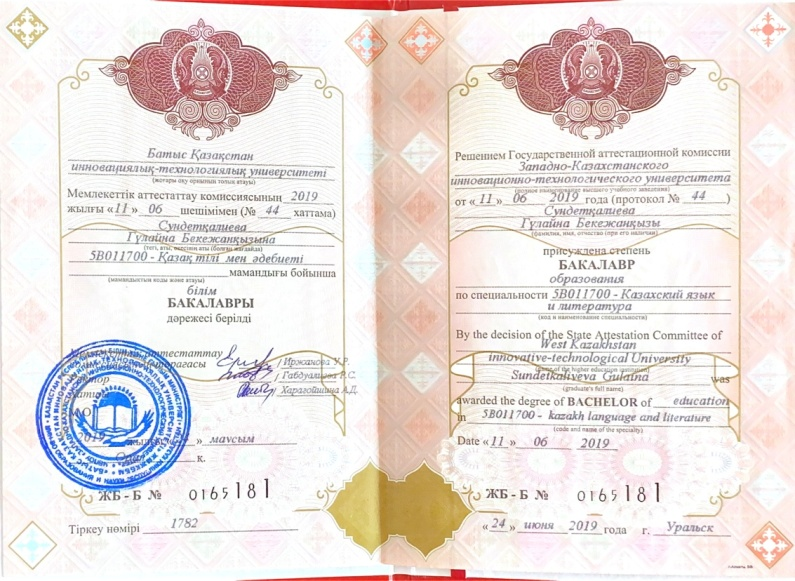 Батыс Қазақстан
инновациялық-технологиялық университеті
(жоғары оқу орнының толық атауы)
Мемлекеттік аттестаттау комиссиясының 2019
жылғы «11» 06 шешімімен (№ 44 хаттама)
Сүндетқалиева
Гүлайна Бекежанқызына
(тегі, аты, әкесінің аты (болған жағдайда)
5В011700 - Қазақ тілі мен әдебиеті
(мамандықтың коды және атауы)
мамандығы бойынша
білім
БАКАЛАВРЫ
дәрежесі берілді
аттестаттау
Иржанова У.Р.
Габдуалиева Р.С.
Харагойшина А.Д.
маусым
қ.
ЖБ - Б № 0165181
Тіркеу нөмірі 1782
Решением Государственной аттестационной комиссии
Западно-Казахстанского
инновационно-технологического университета
(полное наименование высшего учебного заведения)
от «11» 06 2019 года (протокол № 44 )
Сүндетқалиева
Гүлайна Бекежанқызы
(фамилия, имя, отчество (при его наличии)
присуждена степень
БАКАЛАВР
образования
по специальности 5В011700 - Казахский язык
и литература
(код и наименование специальности)
By the decision of the State Attestation Committee of
West Kazakhstan
innovative-technological University
(name of the higher education institution)
Sundetkaliyeva Gulaina was
(graduate's full name)
awarded the degree of BACHELOR of education
in 5B011700 - kazakh language and literature
(code and name of the specialty)
Date «11» 06 2019
ЖБ - Б № 0165181
«24» июня 2019 года г. Уральск